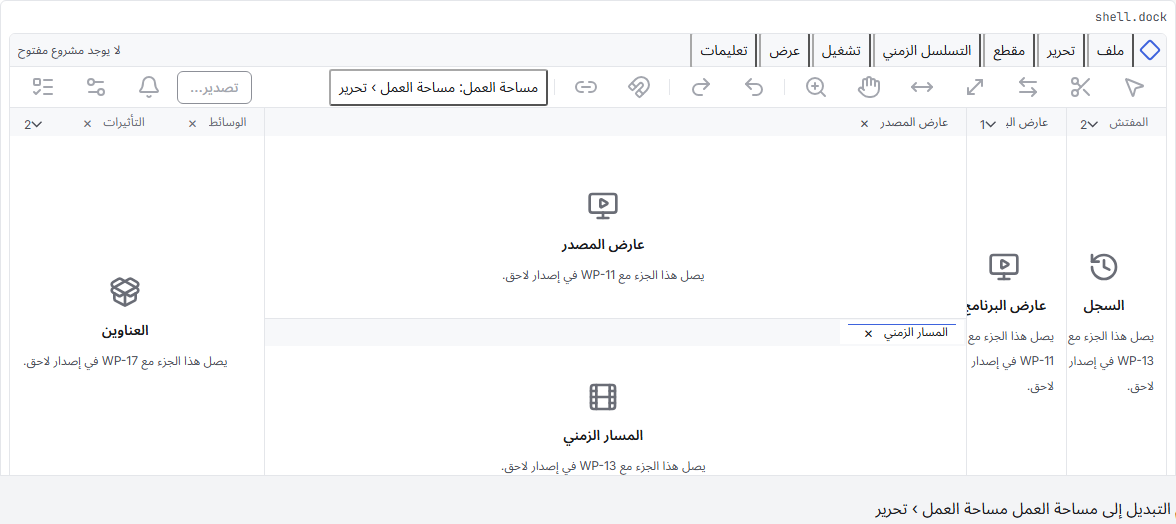 shell.dock
ملف تحرير مقطع التسلسل الزمني تشغيل عرض تعليمات لا يوجد مشروع مفتوح
مساحة العمل: مساحة العمل › تحرير تصدير...
المفتش 2
عارض الب 1
عارض المصدر ×
الوسائط × التأثيرات × 2
السجل
يصل هذا الجزء مع
WP-13 في إصدار
لاحق.
عارض البرنامج
يصل هذا الجزء مع
WP-11 في إصدار
لاحق.
عارض المصدر
يصل هذا الجزء مع WP-11 في إصدار لاحق.
المسار الزمني ×
المسار الزمني
يصل هذا الجزء مع WP-13 في إصدار لاحق.
العناوين
يصل هذا الجزء مع WP-17 في إصدار لاحق.
التبديل إلى مساحة العمل مساحة العمل › تحرير